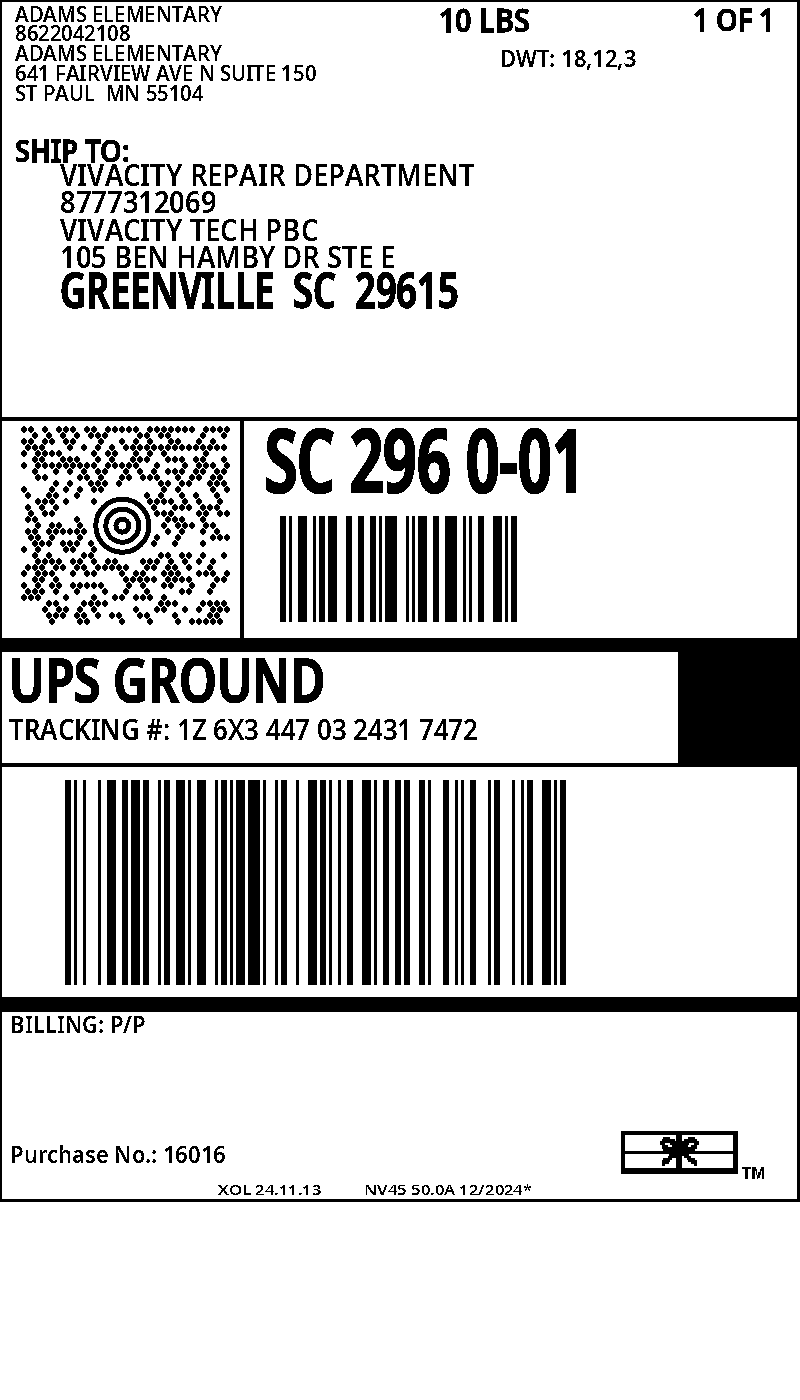 ADAMS ELEMENTARY
8622042108
ADAMS ELEMENTARY
641 FAIRVIEW AVE N SUITE 150
ST PAUL MN 55104
10 LBS
1 OF 1
DWT: 18,12,3
SHIP TO:
VIVACITY REPAIR DEPARTMENT
8777312069
VIVACITY TECH PBC
105 BEN HAMBY DR STE E
GREENVILLE SC 29615
SC 296 0-01
UPS GROUND
TRACKING #: 1Z 6X3 447 03 2431 7472
BILLING: P/P
Purchase No.: 16016
TM
XOL 24.11.13 NV45 50.0A 12/2024*